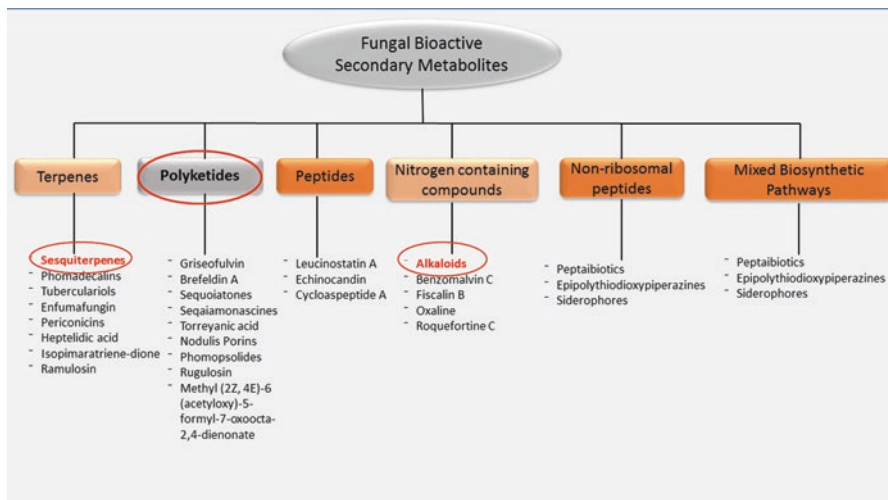 Fungal Bioactive
Secondary Metabolites
Terpenes
Polyketides
Peptides
Nitrogen containing
compounds
Non-ribosomal
peptides
Mixed Biosynthetic
Pathways
- Sesquiterpenes
- Phomadecalins
- Tuberculariols
- Enfumafungin
- Periconicins
- Heptelidic acid
- Isopimaratriene-dione
- Ramulosin
- Griseofulvin
- Brefeldin A
- Sequoiatones
- Seqaiamonascines
- Torreyanic acid
- Nodulis Porins
- Phomopsolides
- Rugulosin
- Methyl (2Z, 4E)-6
(acetyloxy)-5-
formyl-7-oxoocta-
2,4-dienonate
- Leucinostatin A
- Echinocandin
- Cycloaspeptide A
- Alkaloids
- Benzomalvin C
- Fiscalin B
- Oxaline
- Roquefortine C
- Peptaibiotics
- Epipolythiodioxypiperazines
- Siderophores
- Peptaibiotics
- Epipolythiodioxypiperazines
- Siderophores